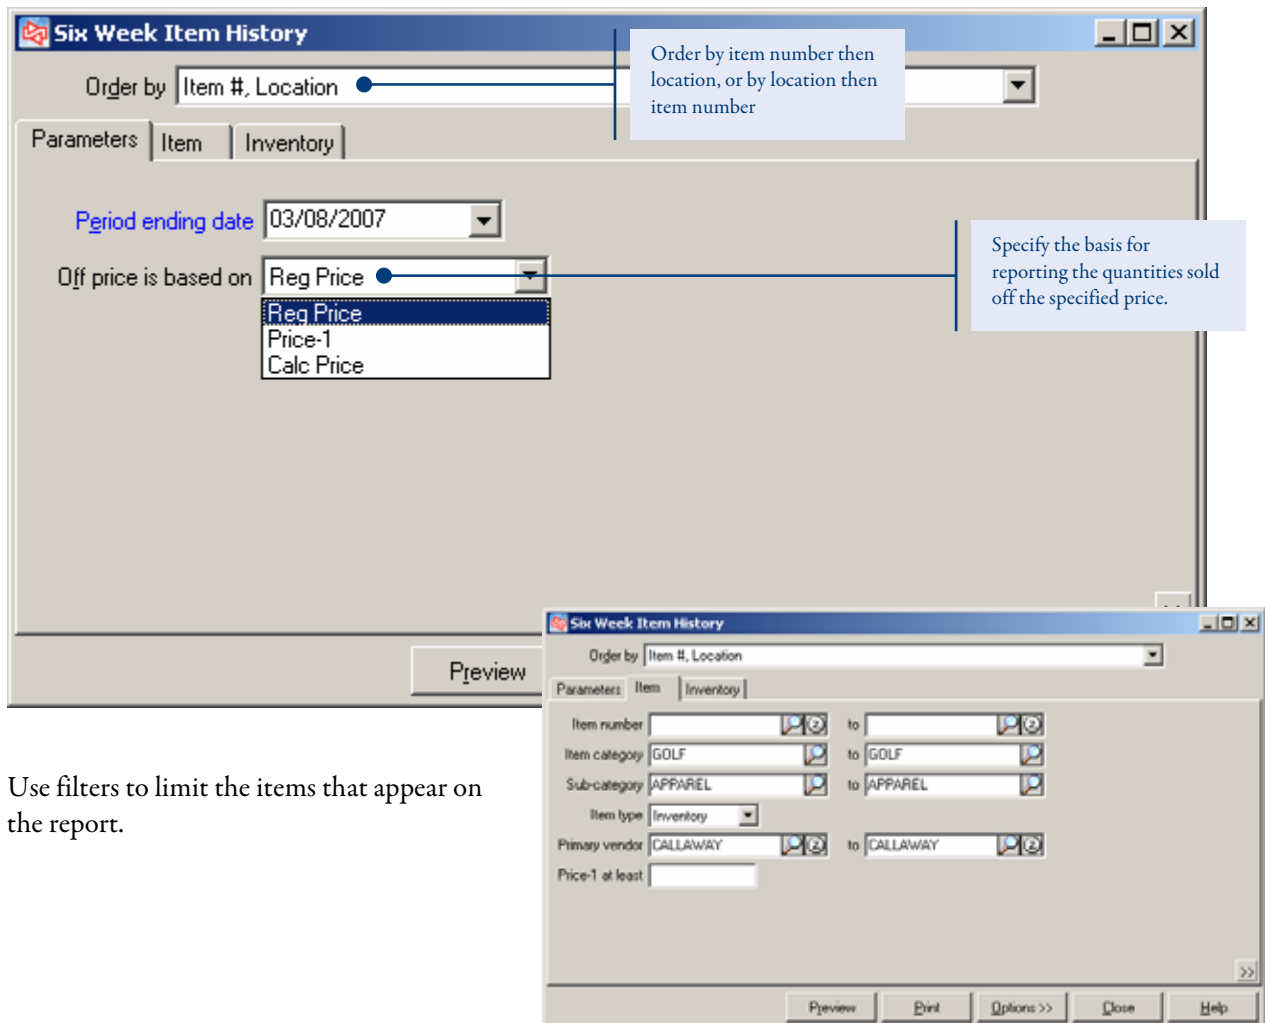 Six Week Item History
Order by Item #, Location
Order by item number then
location, or by location then
item number
Parameters Item Inventory
Period ending date 03/08/2007
Off price is based on Reg Price
Reg Price
Price-1
Calc Price
Specify the basis for
reporting the quantities sold
off the specified price.
Preview
Use filters to limit the items that appear on
the report.
Six Week Item History
Order by Item #, Location
Parameters Item Inventory
Item number to
Item category GOLF to GOLF
Sub-category APPAREL to APPAREL
Item type Inventory
Primary vendor CALLAWAY to CALLAWAY
Price-1 at least
>>
Preview Print Options >> Close Help